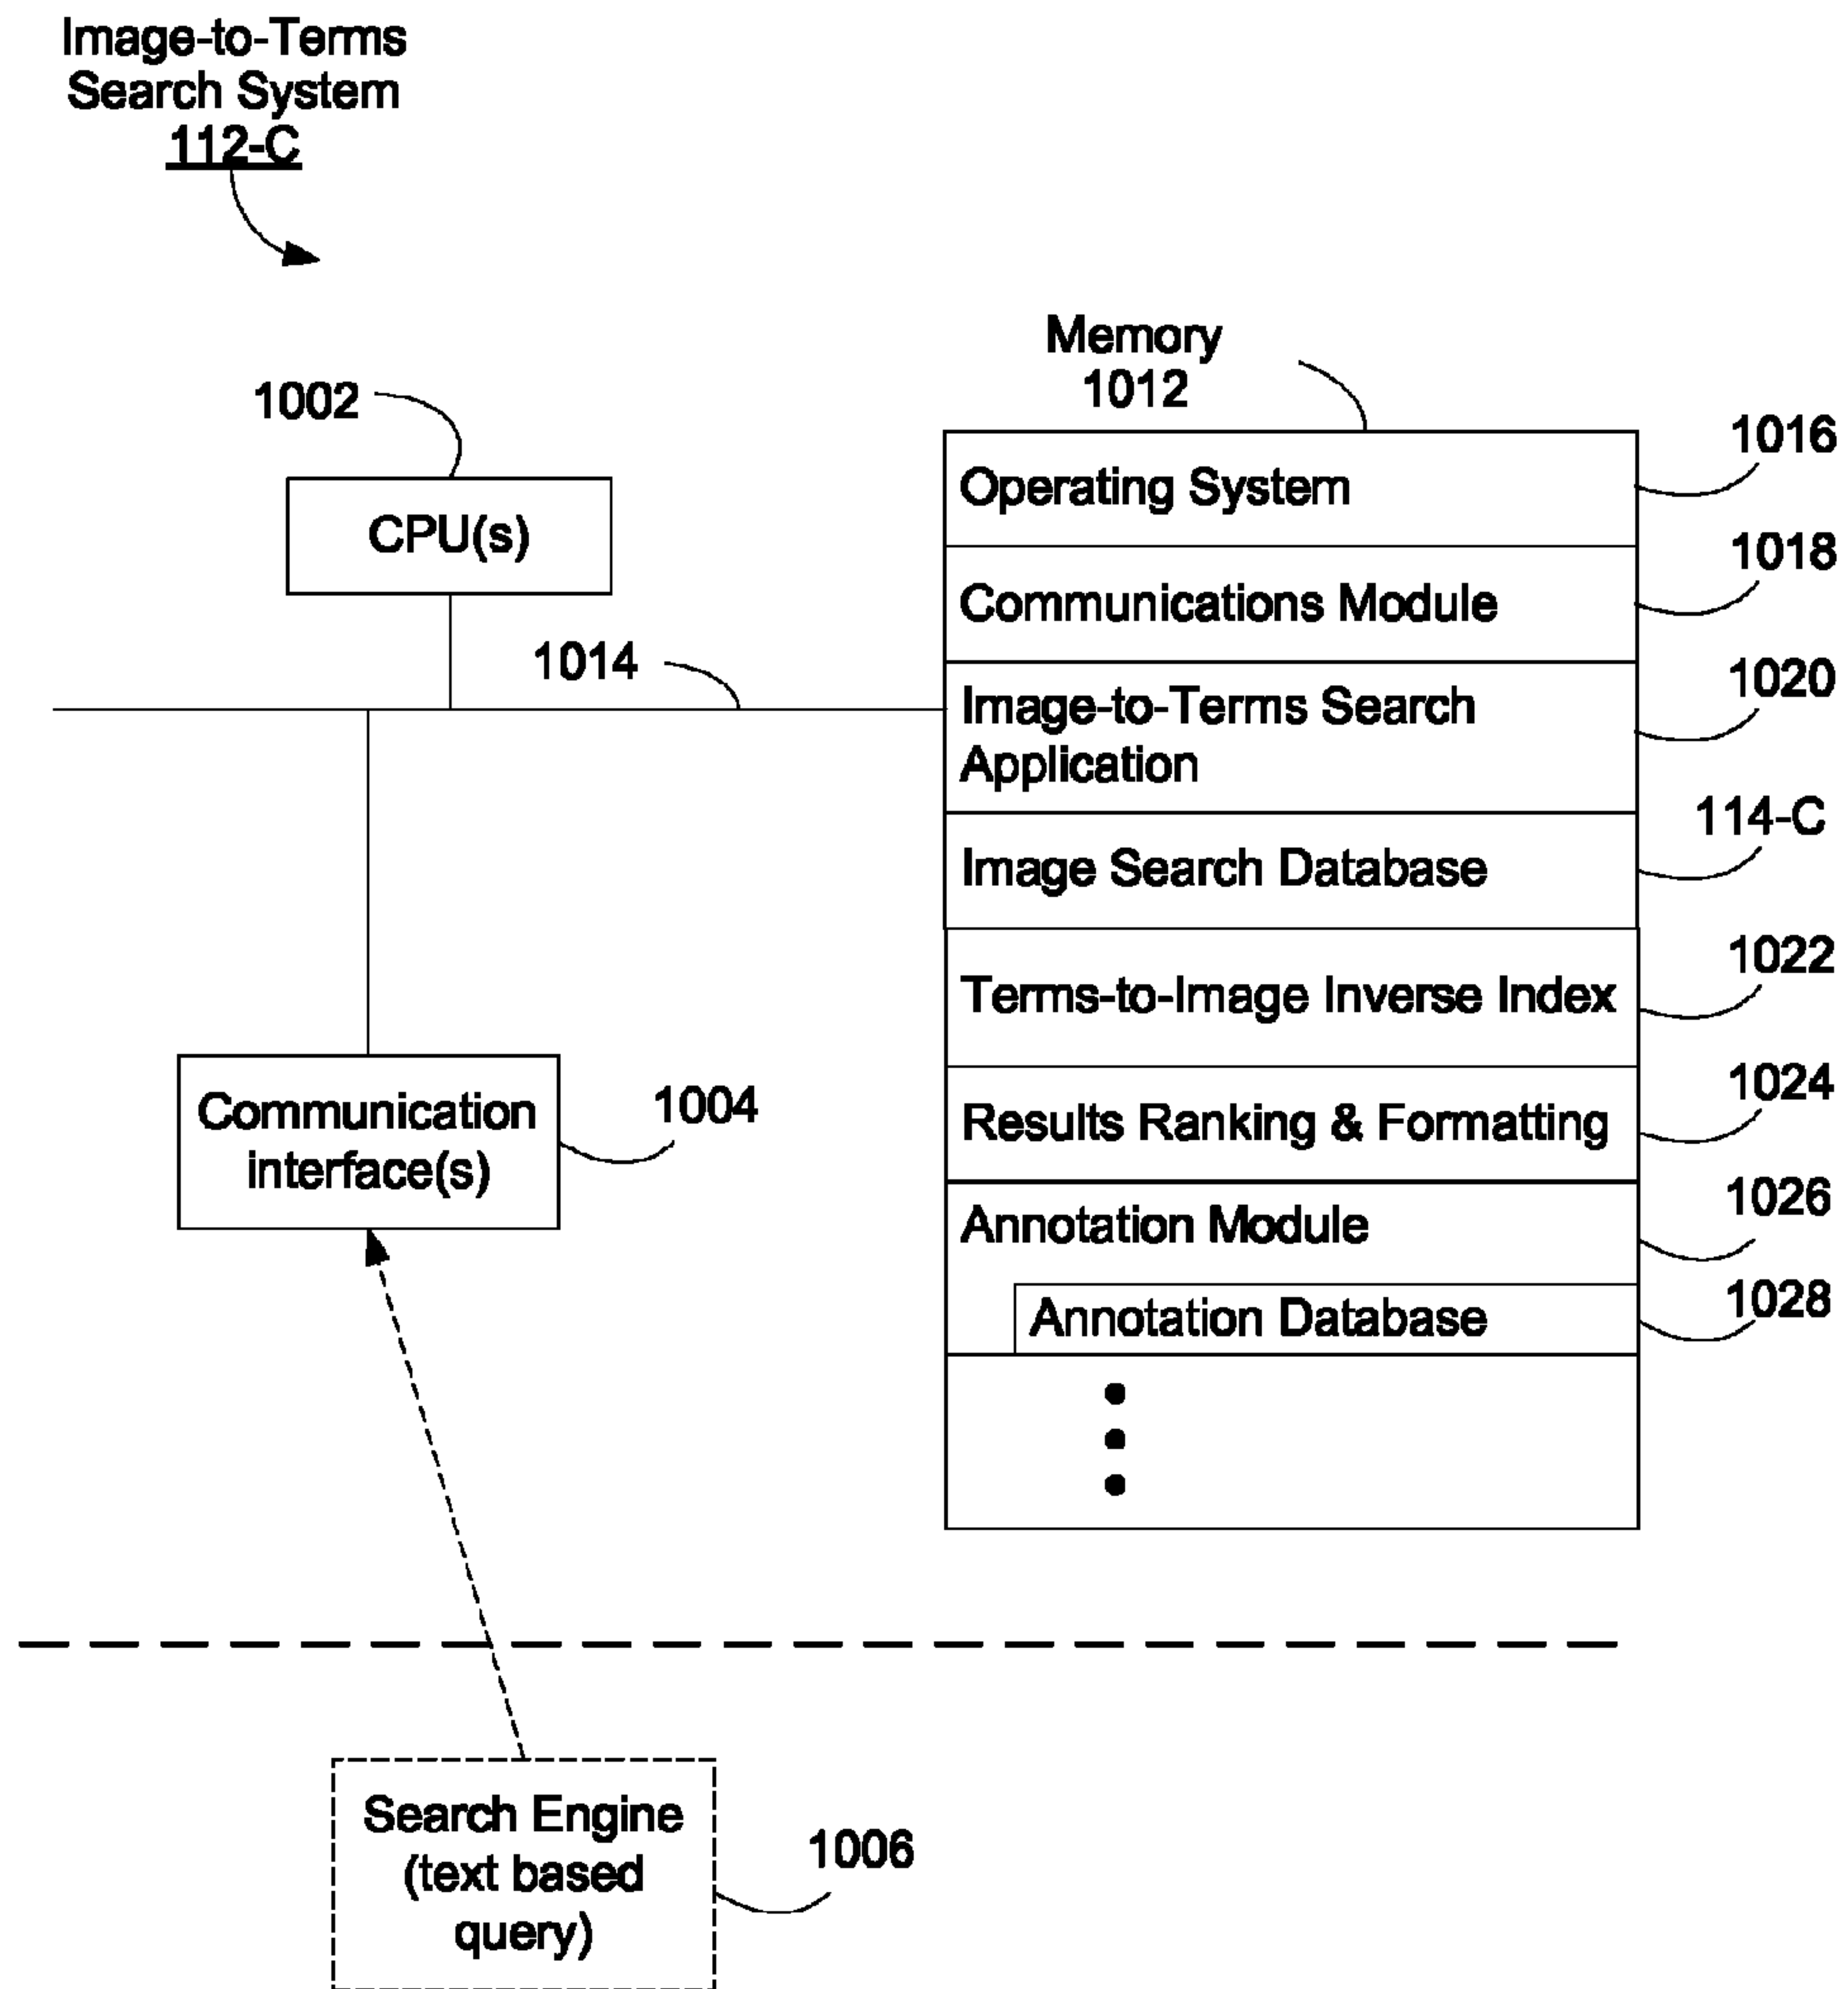 Image-to-Terms
Search System
112-C
Memory
1012
1002
1016
Operating System
CPU(s)
1018
Communications Module
1014
1020
Image-to-Terms Search
Application
114-C
Image Search Database
1022
Terms-to-Image Inverse Index
Communication
interface(s)
1004
1024
Results Ranking & Formatting
1026
Annotation Module
1028
Annotation Database
Search Engine
(text based
query)
1006